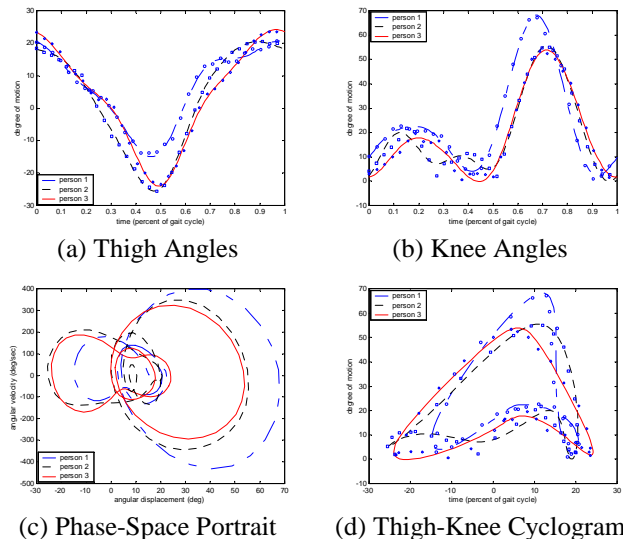 30
20
10
0
-10
-20
-30
degree of motion
person 1
person 2
person 3
0 0.1 0.2 0.3 0.4 0.5 0.6 0.7 0.8 0.9 1
time (percent of gait cycle)
(a) Thigh Angles
70
60
50
40
30
20
10
0
-10
degree of motion
person 1
person 2
person 3
0 0.1 0.2 0.3 0.4 0.5 0.6 0.7 0.8 0.9 1
time (percent of gait cycle)
(b) Knee Angles
400
300
200
100
0
-100
-200
-300
-400
-500
angular velocity (deg/sec)
person 1
person 2
person 3
-30 -20 -10 0 10 20 30 40 50 60 70
angular displacement (deg)
(c) Phase-Space Portrait
70
60
50
40
30
20
10
0
-5
degree of motion
person 1
person 2
person 3
-30 -20 -10 0 10 20 30
time (percent of gait cycle)
(d) Thigh-Knee Cyclogram